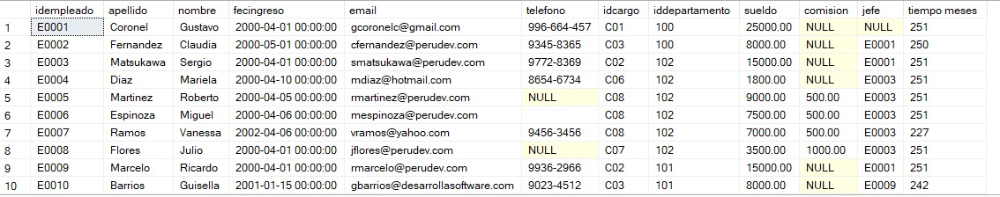 idempleado apellido nombre fecingreso email telefono idcargo iddepartamento sueldo comision jefe tiempo meses
1 E0001 Coronel Gustavo 2000-04-01 00:00:00 gcoronelc@gmail.com 996-664-457 C01 100 25000.00 NULL NULL 251
2 E0002 Fernandez Claudia 2000-05-01 00:00:00 cfernandez@perudev.com 9345-8365 C03 100 8000.00 NULL E0001 250
3 E0003 Matsukawa Sergio 2000-04-01 00:00:00 smatsukawa@perudev.com 9772-8369 C02 102 15000.00 NULL E0001 251
4 E0004 Diaz Mariela 2000-04-10 00:00:00 mdiaz@hotmail.com 8654-6734 C06 102 1800.00 NULL E0003 251
5 E0005 Martinez Roberto 2000-04-05 00:00:00 rmartinez@perudev.com NULL C08 102 9000.00 500.00 E0003 251
6 E0006 Espinoza Miguel 2000-04-06 00:00:00 mespinoza@perudev.com C08 102 7500.00 500.00 E0003 251
7 E0007 Ramos Vanessa 2002-04-06 00:00:00 vramos@yahoo.com 9456-3456 C08 102 7000.00 500.00 E0003 227
8 E0008 Flores Julio 2000-04-01 00:00:00 jflores@perudev.com NULL C07 102 3500.00 1000.00 E0003 251
9 E0009 Marcelo Ricardo 2000-04-01 00:00:00 rmarcelo@perudev.com 9936-2966 C02 101 15000.00 NULL E0001 251
10 E0010 Barrios Guisella 2001-01-15 00:00:00 gbarrios@desarrollasoftware.com 9023-4512 C03 101 8000.00 NULL E0009 242